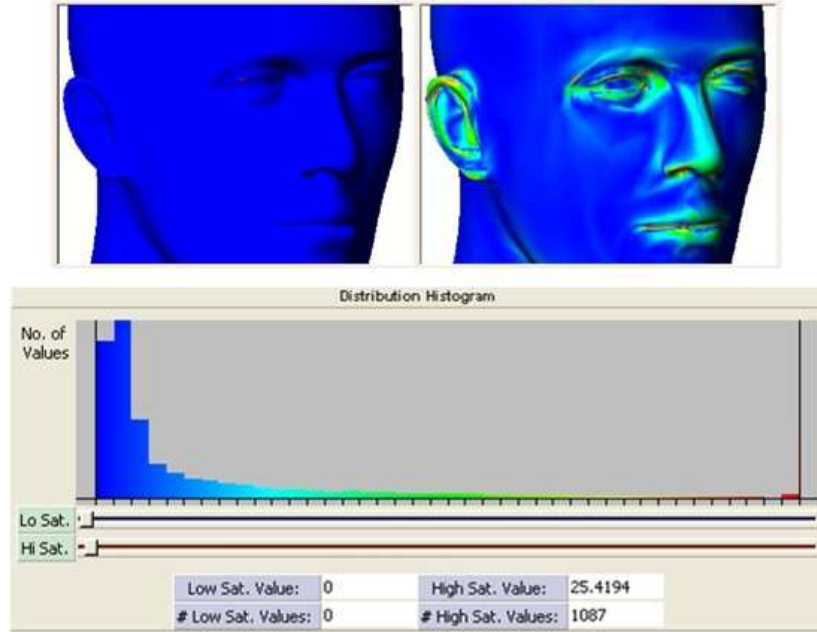 Distribution Histogram
No. of
Values
Lo Sat.
Hi Sat.
Low Sat. Value: 0 High Sat. Value: 25.4194
# Low Sat. Values: 0 # High Sat. Values: 1087